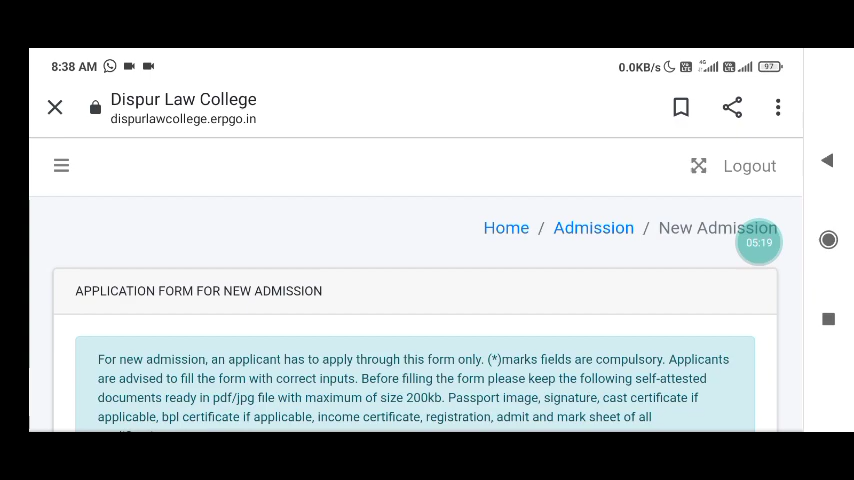 8:38 AM
0.0KB/s 4G 97
Dispur Law College
dispurlawcollege.erpgo.in
Logout
Home / Admission / New Admission
05:19
APPLICATION FORM FOR NEW ADMISSION
For new admission, an applicant has to apply through this form only. (*)marks fields are compulsory. Applicants
are advised to fill the form with correct inputs. Before filling the form please keep the following self-attested
documents ready in pdf/jpg file with maximum of size 200kb. Passport image, signature, cast certificate if
applicable, bpl certificate if applicable, income certificate, registration, admit and mark sheet of all